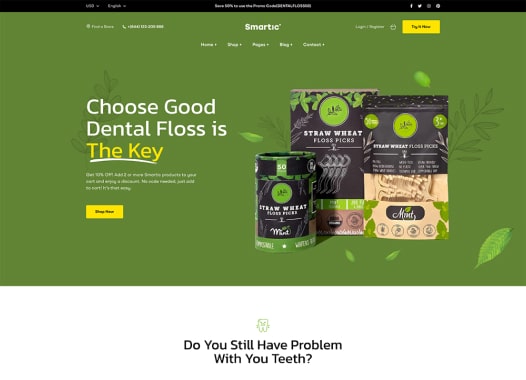 USD
English
Save 50% to use the Promo Code(DENTALFLOSS50)
Find a Store
Smartic
Login / Register
Try It Now
Home +
Shop +
Pages +
Blog +
Contact +
Choose Good
Dental Floss is
The Key
Get 10% Off! Add 2 or more Smartic products to your
cart and enjoy a discount. No code needed, just add
to cart! It's that easy.
Shop Now
STRAW WHEAT
FLOSS PICKS
STRAW WHEAT
FLOSS PICKS
50
STRAW WHEAT
FLOSS PICKS
Mint
Mints
Do You Still Have Problem
With You Teeth?